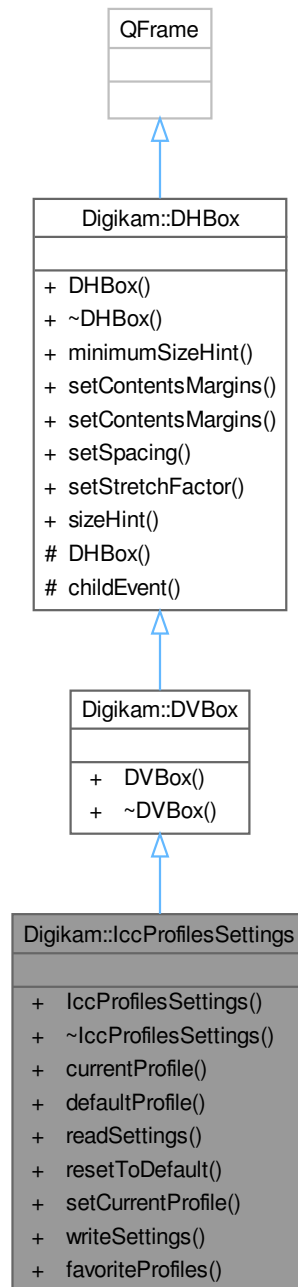 QFrame
Digikam::DHBox
+ DHBox()
+ ~DHBox()
+ minimumSizeHint()
+ setContentsMargins()
+ setContentsMargins()
+ setSpacing()
+ setStretchFactor()
+ sizeHint()
# DHBox()
# childEvent()
Digikam::DVBox
+ DVBox()
+ ~DVBox()
Digikam::IccProfilesSettings
+ IccProfilesSettings()
+ ~IccProfilesSettings()
+ currentProfile()
+ defaultProfile()
+ readSettings()
+ resetToDefault()
+ setCurrentProfile()
+ writeSettings()
+ favoriteProfiles()